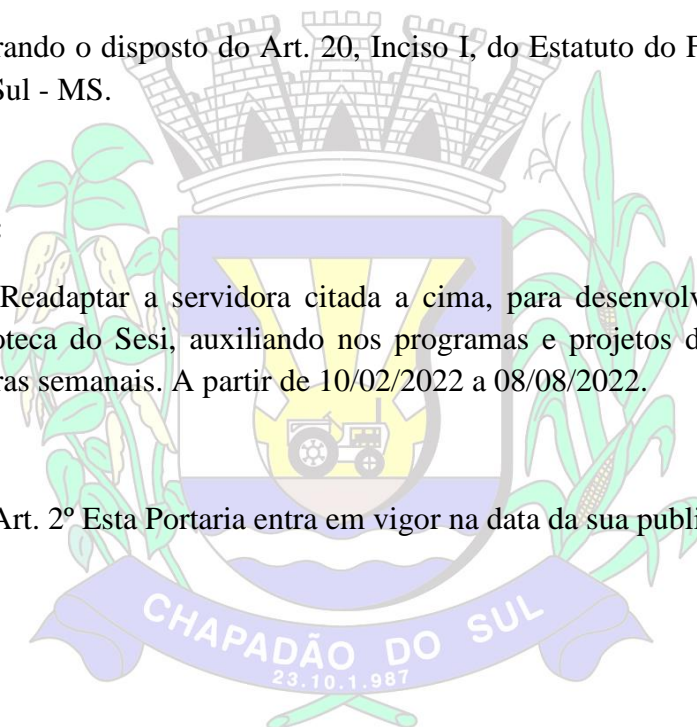 rando o disposto do Art. 20, Inciso I, do Estatuto do F
Sul - MS.
:
Readaptar a servidora citada a cima, para desenvolv
oteca do Sesi, auxiliando nos programas e projetos d
ras semanais. A partir de 10/02/2022 a 08/08/2022.
Art. 2º Esta Portaria entra em vigor na data da sua publi
CHAPADÃO DO SUL
23.10.1.987